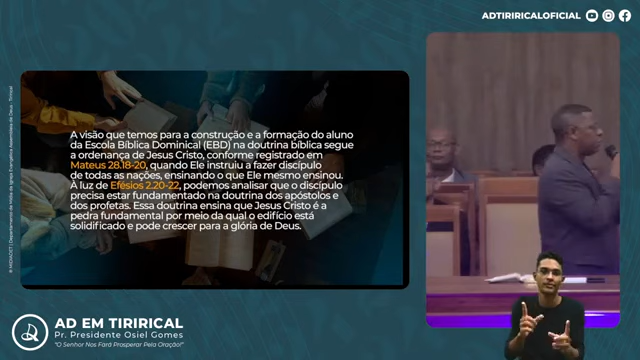 ADTIRIRICALOFICIAL
A visão que temos para a construção e a formação do aluno
da Escola Bíblica Dominical (EBD) na doutrina bíblica segue
a ordenança de Jesus Cristo, conforme registrado em
Mateus 28.18-20, quando Ele instruiu a fazer discípulo
de todas as nações, ensinando o que Ele mesmo ensinou.
À luz de Efésios 2.20-22, podemos analisar que o discípulo
precisa estar fundamentado na doutrina dos apóstolos e
dos profetas. Essa doutrina ensina que Jesus Cristo é a
pedra fundamental por meio da qual o edifício está
solidificado e pode crescer para a glória de Deus.
AD EM TIRIRICAL
Pr. Presidente Osiel Gomes
"O Senhor Nos Fará Prosperar Pela Oração!"